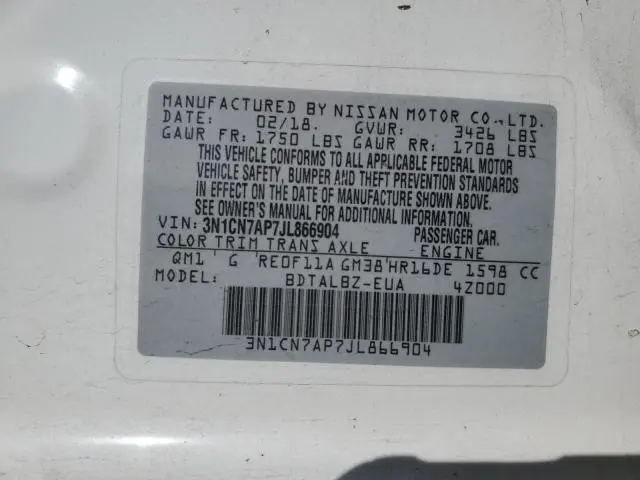 MANUFACTURED BY NISSAN MOTOR CO.,LTD.
DATE: 02/18. GVWR: 3426 LBS
GAWR FR: 1750 LBS GAWR RR: 1708 LBS
THIS VEHICLE CONFORMS TO ALL APPLICABLE FEDERAL MOTOR
VEHICLE SAFETY, BUMPER AND THEFT PREVENTION STANDARDS
IN EFFECT ON THE DATE OF MANUFACTURE SHOWN ABOVE.
SEE OWNER'S MANUAL FOR ADDITIONAL INFORMATION.
VIN: 3N1CN7AP7JL866904 PASSENGER CAR.
COLOR TRIM TRANS AXLE ENGINE
QM1 ' G 'RE0F11A GM38'HR16DE 1598 CC
MODEL: BDTALBZ-EUA 4Z000
3N1CN7AP7JL866904